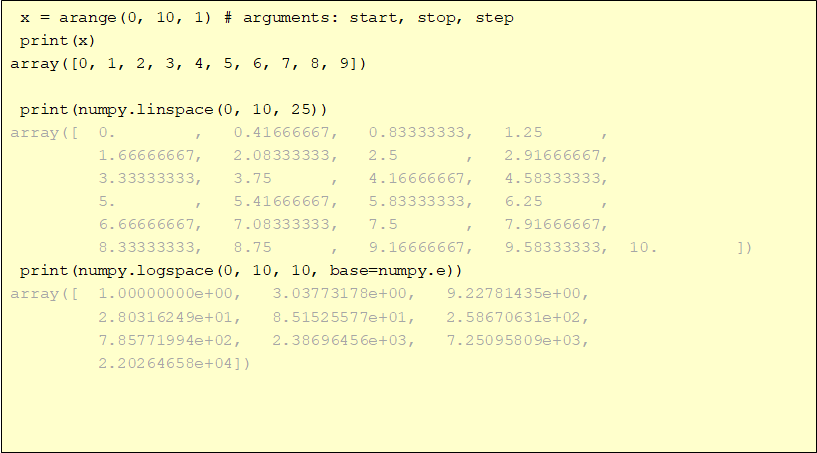 x = arange(0, 10, 1) # arguments: start, stop, step
print(x)
array([0, 1, 2, 3, 4, 5, 6, 7, 8, 9])
print(numpy.linspace(0, 10, 25))
array([  0.        ,   0.41666667,   0.83333333,   1.25      ,
         1.66666667,   2.08333333,   2.5       ,   2.91666667,
         3.33333333,   3.75      ,   4.16666667,   4.58333333,
         5.        ,   5.41666667,   5.83333333,   6.25      ,
         6.66666667,   7.08333333,   7.5       ,   7.91666667,
         8.33333333,   8.75      ,   9.16666667,   9.58333333,  10.        ])
print(numpy.logspace(0, 10, 10, base=numpy.e))
array([  1.00000000e+00,   3.03773178e+00,   9.22781435e+00,
         2.80316249e+01,   8.51525577e+01,   2.58670631e+02,
         7.85771994e+02,   2.38696456e+03,   7.25095809e+03,
         2.20264658e+04])